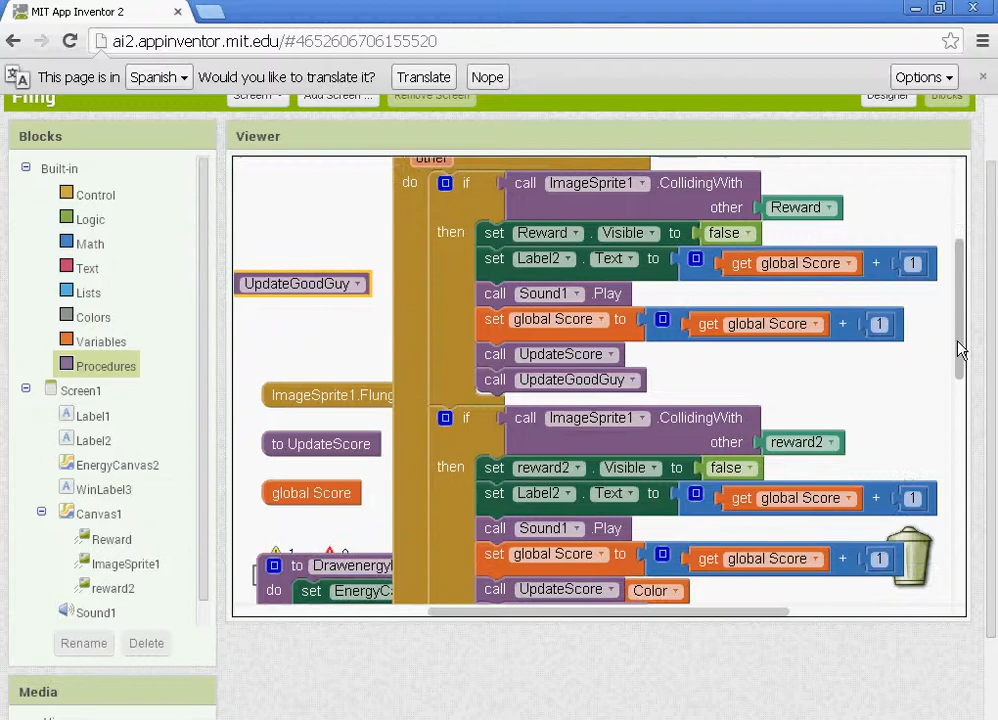 MIT App Inventor 2
ai2.appinventor.mit.edu/#4652606706155520
This page is in Spanish Would you like to translate it? Translate Nope Options
Fling Screen Add Screen ... Remove Screen Designer Blocks
Blocks
Viewer
Built-in
Control
Logic
Math
Text
Lists
Colors
Variables
Procedures
Screen1
Label1
Label2
EnergyCanvas2
WinLabel3
Canvas1
Reward
ImageSprite1
reward2
Sound1
Rename Delete
Media
other
do if call ImageSprite1 .CollidingWith
other Reward
then set Reward . Visible to false
set Label2 . Text to get global Score + 1
call Sound1 .Play
set global Score to get global Score + 1
call UpdateScore
call UpdateGoodGuy
if call ImageSprite1 .CollidingWith
other reward2
then set reward2 . Visible to false
set Label2 . Text to get global Score + 1
call Sound1 .Play
set global Score to get global Score + 1
call UpdateScore Color
UpdateGoodGuy
ImageSprite1.Flung
to UpdateScore
global Score
to Drawenergyl
do set EnergyCa